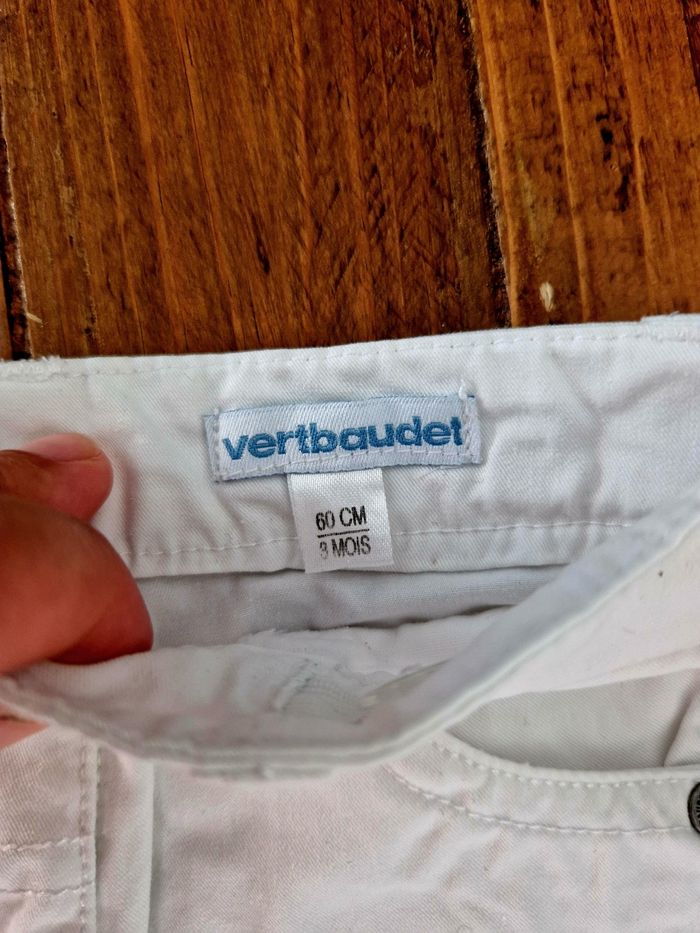 vertbaudet
60 CM
3 MOIS